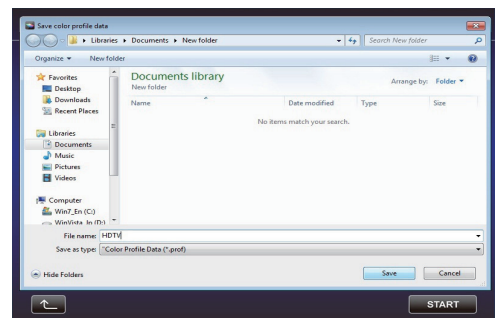 Save color profile data
Libraries Documents New folder
Search New folder
Organize New folder
Favorites
Desktop
Downloads
Recent Places
Libraries
Documents
Music
Pictures
Videos
Computer
Win7_En (C:)
WinVista_In (D:)
Documents library
New folder
Arrange by: Folder
Name Date modified Type Size
No items match your search.
File name: HDTV
Save as type: "Color Profile Data (*.prof)
Hide Folders
Save Cancel
START